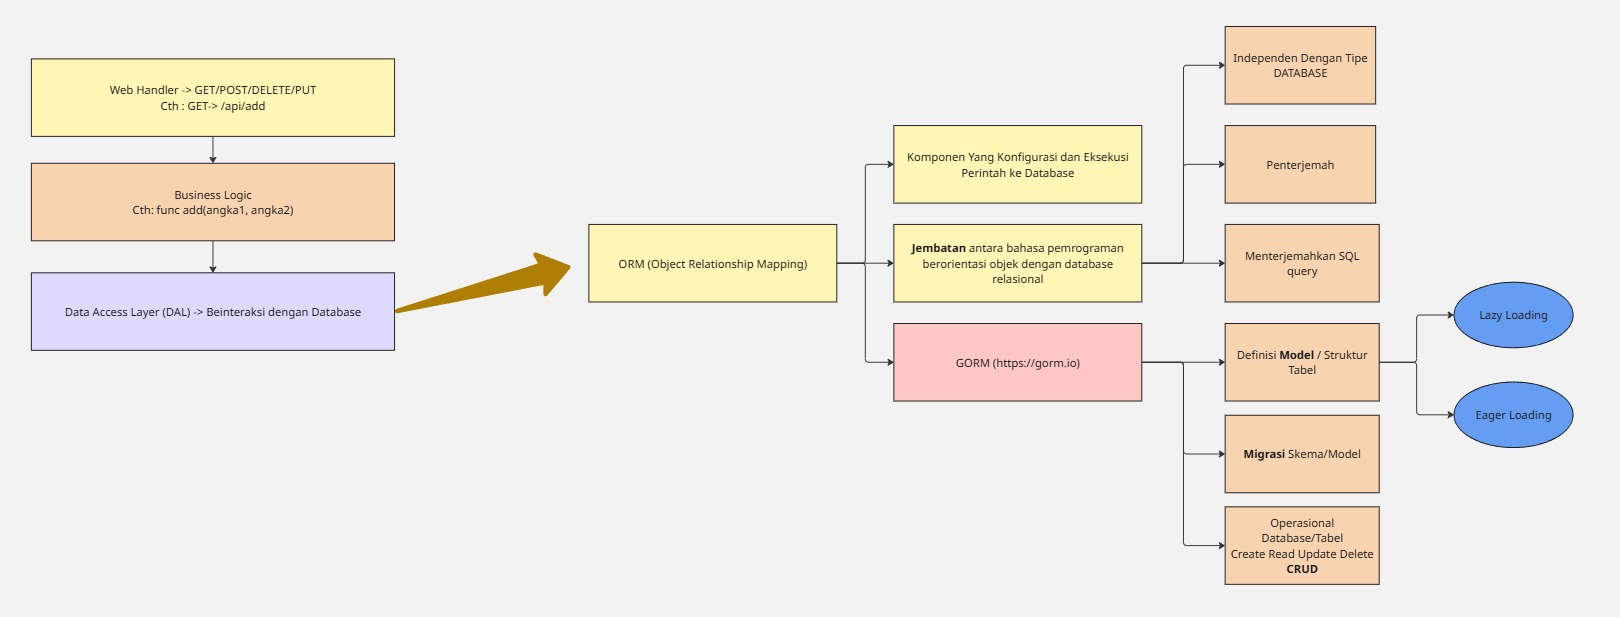 Web Handler -> GET/POST/DELETE/PUT
Cth : GET-> /api/add
Business Logic
Cth: func add(angka1, angka2)
Data Access Layer (DAL) -> Beinteraksi dengan Database
ORM (Object Relationship Mapping)
Komponen Yang Konfigurasi dan Eksekusi
Perintah ke Database
Jembatan antara bahasa pemrograman
berorientasi objek dengan database
relasional
GORM (https://gorm.io)
Independen Dengan Tipe
DATABASE
Penterjemah
Menterjemahkan SQL
query
Definisi Model / Struktur
Tabel
Migrasi Skema/Model
Operasional
Database/Tabel
Create Read Update Delete
CRUD
Lazy Loading
Eager Loading